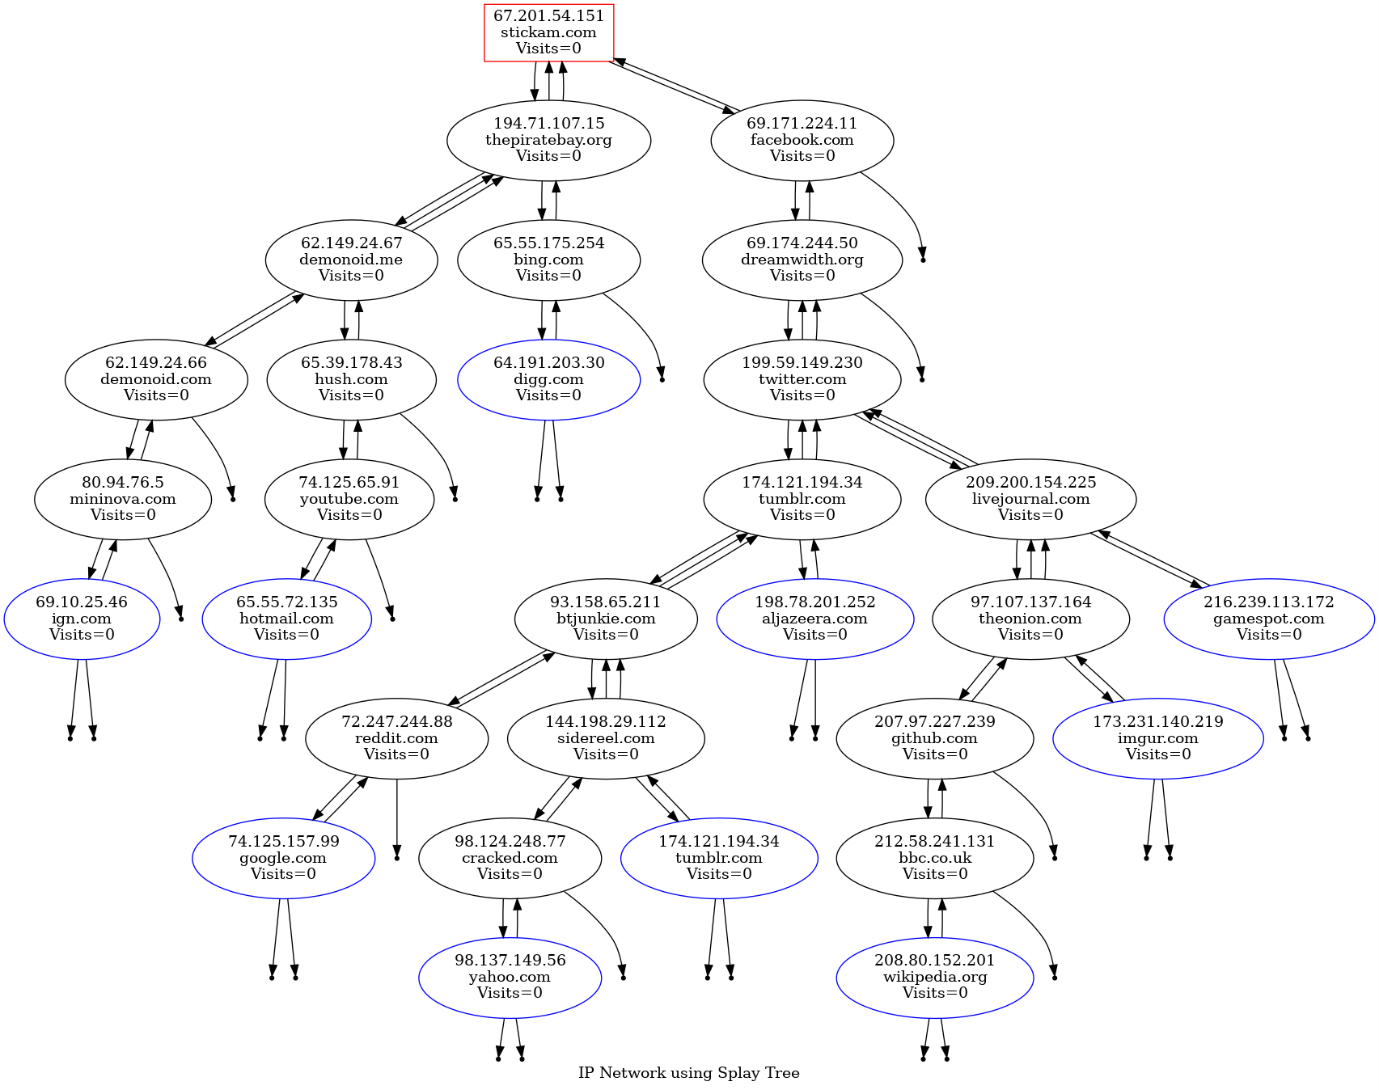 67.201.54.151
stickam.com
Visits=0
194.71.107.15
thepiratebay.org
Visits=0
69.171.224.11
facebook.com
Visits=0
62.149.24.67
demonoid.me
Visits=0
65.55.175.254
bing.com
Visits=0
69.174.244.50
dreamwidth.org
Visits=0
62.149.24.66
demonoid.com
Visits=0
65.39.178.43
hush.com
Visits=0
64.191.203.30
digg.com
Visits=0
199.59.149.230
twitter.com
Visits=0
80.94.76.5
mininova.com
Visits=0
74.125.65.91
youtube.com
Visits=0
174.121.194.34
tumblr.com
Visits=0
209.200.154.225
livejournal.com
Visits=0
69.10.25.46
ign.com
Visits=0
65.55.72.135
hotmail.com
Visits=0
93.158.65.211
btjunkie.com
Visits=0
198.78.201.252
aljazeera.com
Visits=0
97.107.137.164
theonion.com
Visits=0
216.239.113.172
gamespot.com
Visits=0
72.247.244.88
reddit.com
Visits=0
144.198.29.112
sidereel.com
Visits=0
207.97.227.239
github.com
Visits=0
173.231.140.219
imgur.com
Visits=0
74.125.157.99
google.com
Visits=0
98.124.248.77
cracked.com
Visits=0
174.121.194.34
tumblr.com
Visits=0
212.58.241.131
bbc.co.uk
Visits=0
98.137.149.56
yahoo.com
Visits=0
208.80.152.201
wikipedia.org
Visits=0
IP Network using Splay Tree